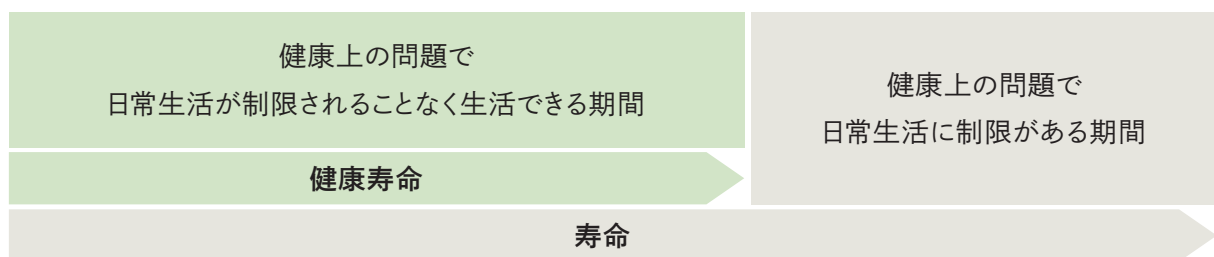 健康上の問題で
日常生活が制限されることなく生活できる期間
健康上の問題で
日常生活に制限がある期間
健康寿命
寿命